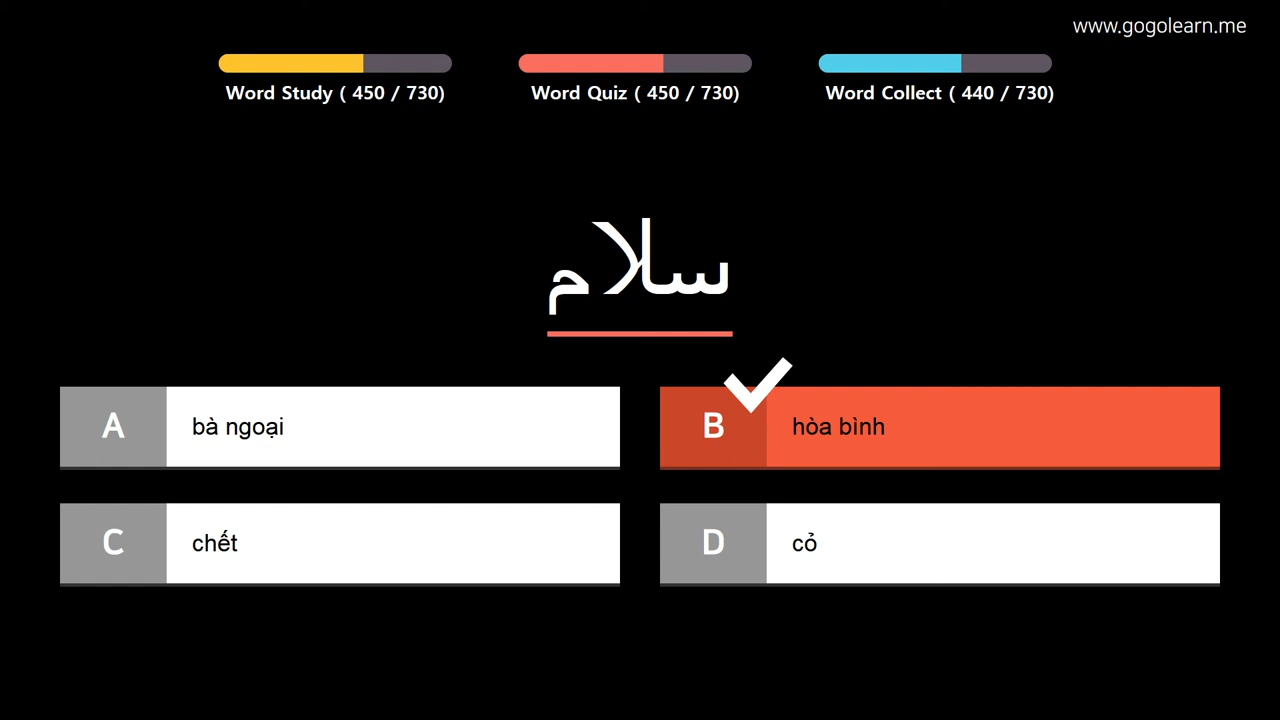 www.gogolearn.me
Word Study ( 450 / 730)
Word Quiz ( 450 / 730)
Word Collect ( 440 / 730)
سلام
A bà ngoại
B hòa bình
C chết
D cỏ